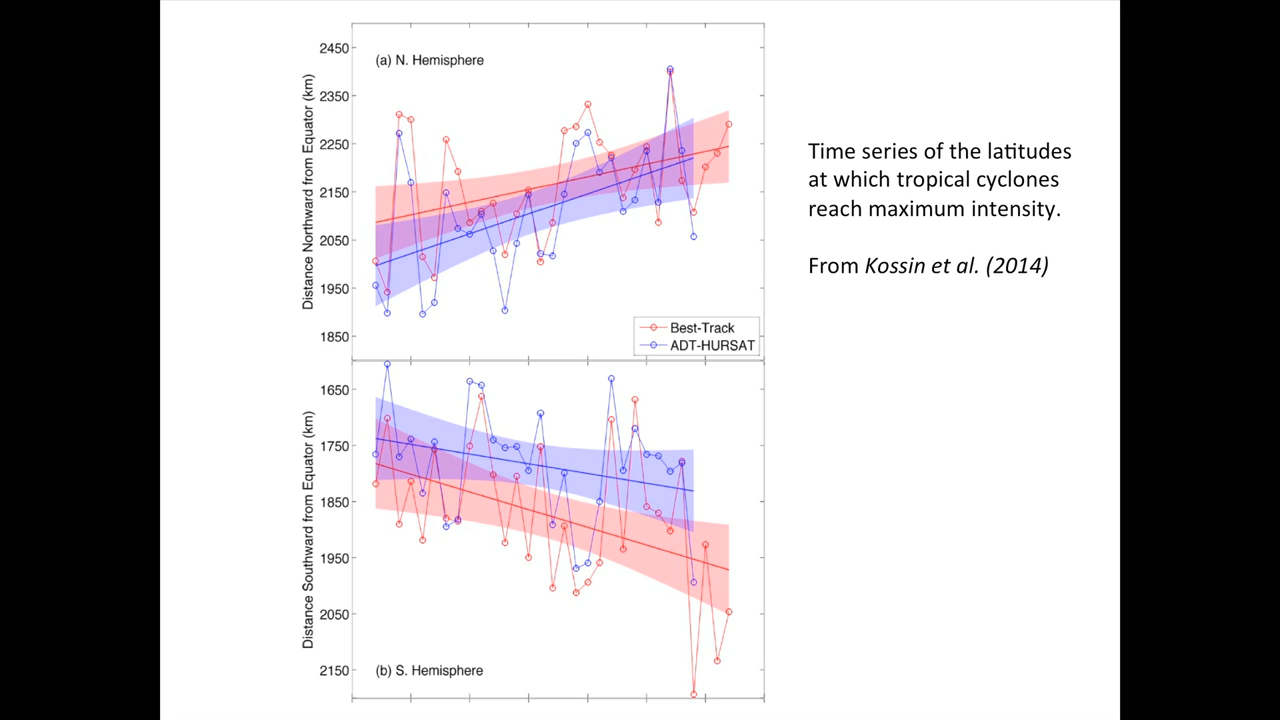 (a) N. Hemisphere
Distance Northward from Equator (km)
2450
2350
2250
2150
2050
1950
1850
Best-Track
ADT-HURSAT
Distance Southward from Equator (km)
1650
1750
1850
1950
2050
2150
(b) S. Hemisphere
Time series of the latitudes
at which tropical cyclones
reach maximum intensity.
From Kossin et al. (2014)